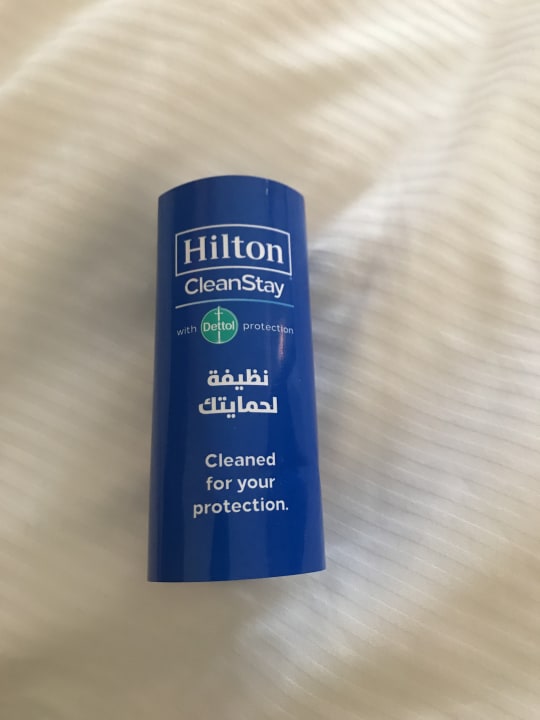 Hilton
CleanStay
with Dettol protection
نظيفة
لحمايتك
Cleaned
for your
protection.